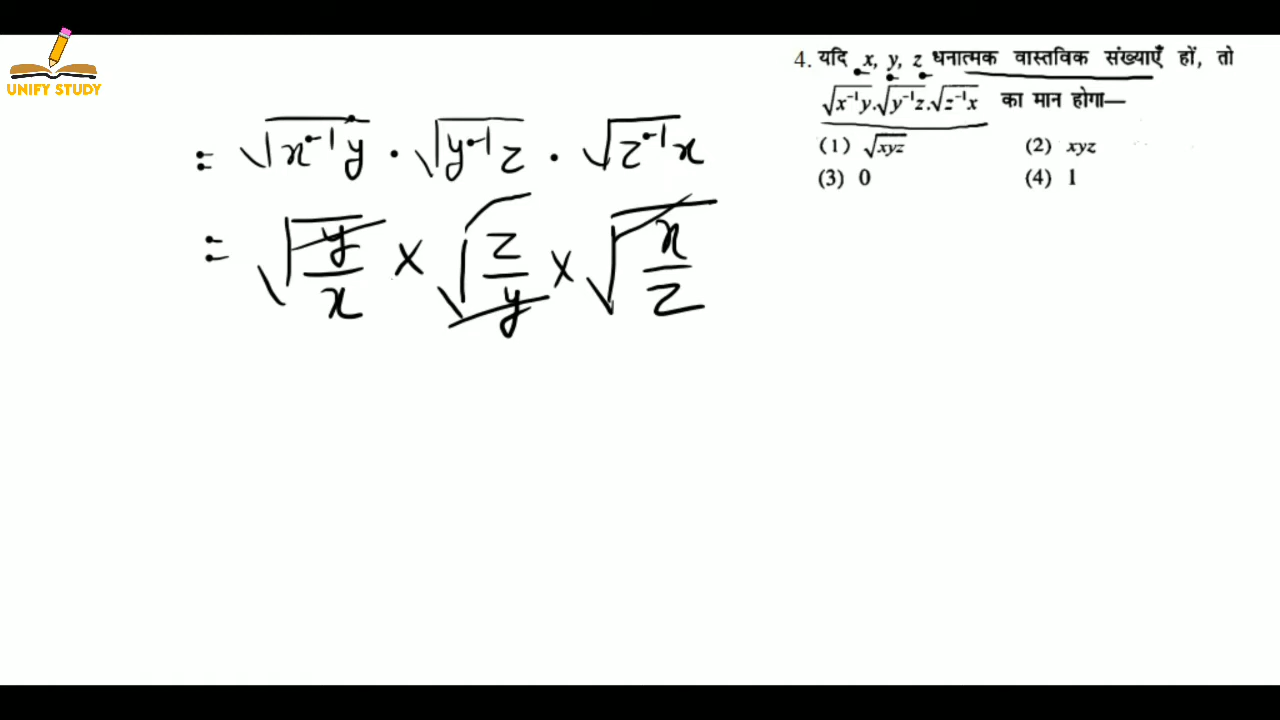 UNIFY STUDY
4. यदि x, y, z धनात्मक वास्तविक संख्याएँ हों, तो
√x⁻¹y.√y⁻¹z.√z⁻¹x का मान होगा—
(1) √xyz (2) xyz
(3) 0 (4) 1
= √x⁻¹y · √y⁻¹z · √z⁻¹x
= √y/x × √z/y × √x/z